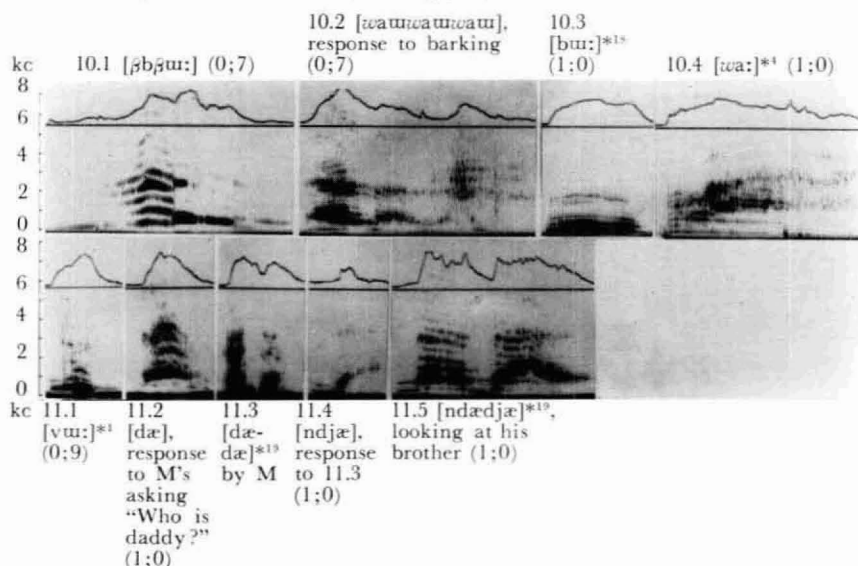 10.2 [waɯwaɯwaɯ], 10.3
response to barking [bɯː]*¹⁹
kc 10.1 [βbβɯː] (0;7) (0;7) (1;0) 10.4 [waː]*⁴ (1;0)
8
6
4
2
0
8
6
4
2
0
kc 11.1 11.2 11.3 11.4 11.5 [ndædjæ]*¹⁹,
[vɯː]*¹ [dæ], [dæ- [ndjæ], looking at his
(0;9) response dæ]*¹⁹ response brother (1;0)
to M's by M to 11.3
asking (1;0)
"Who is
daddy?"
(1;0)